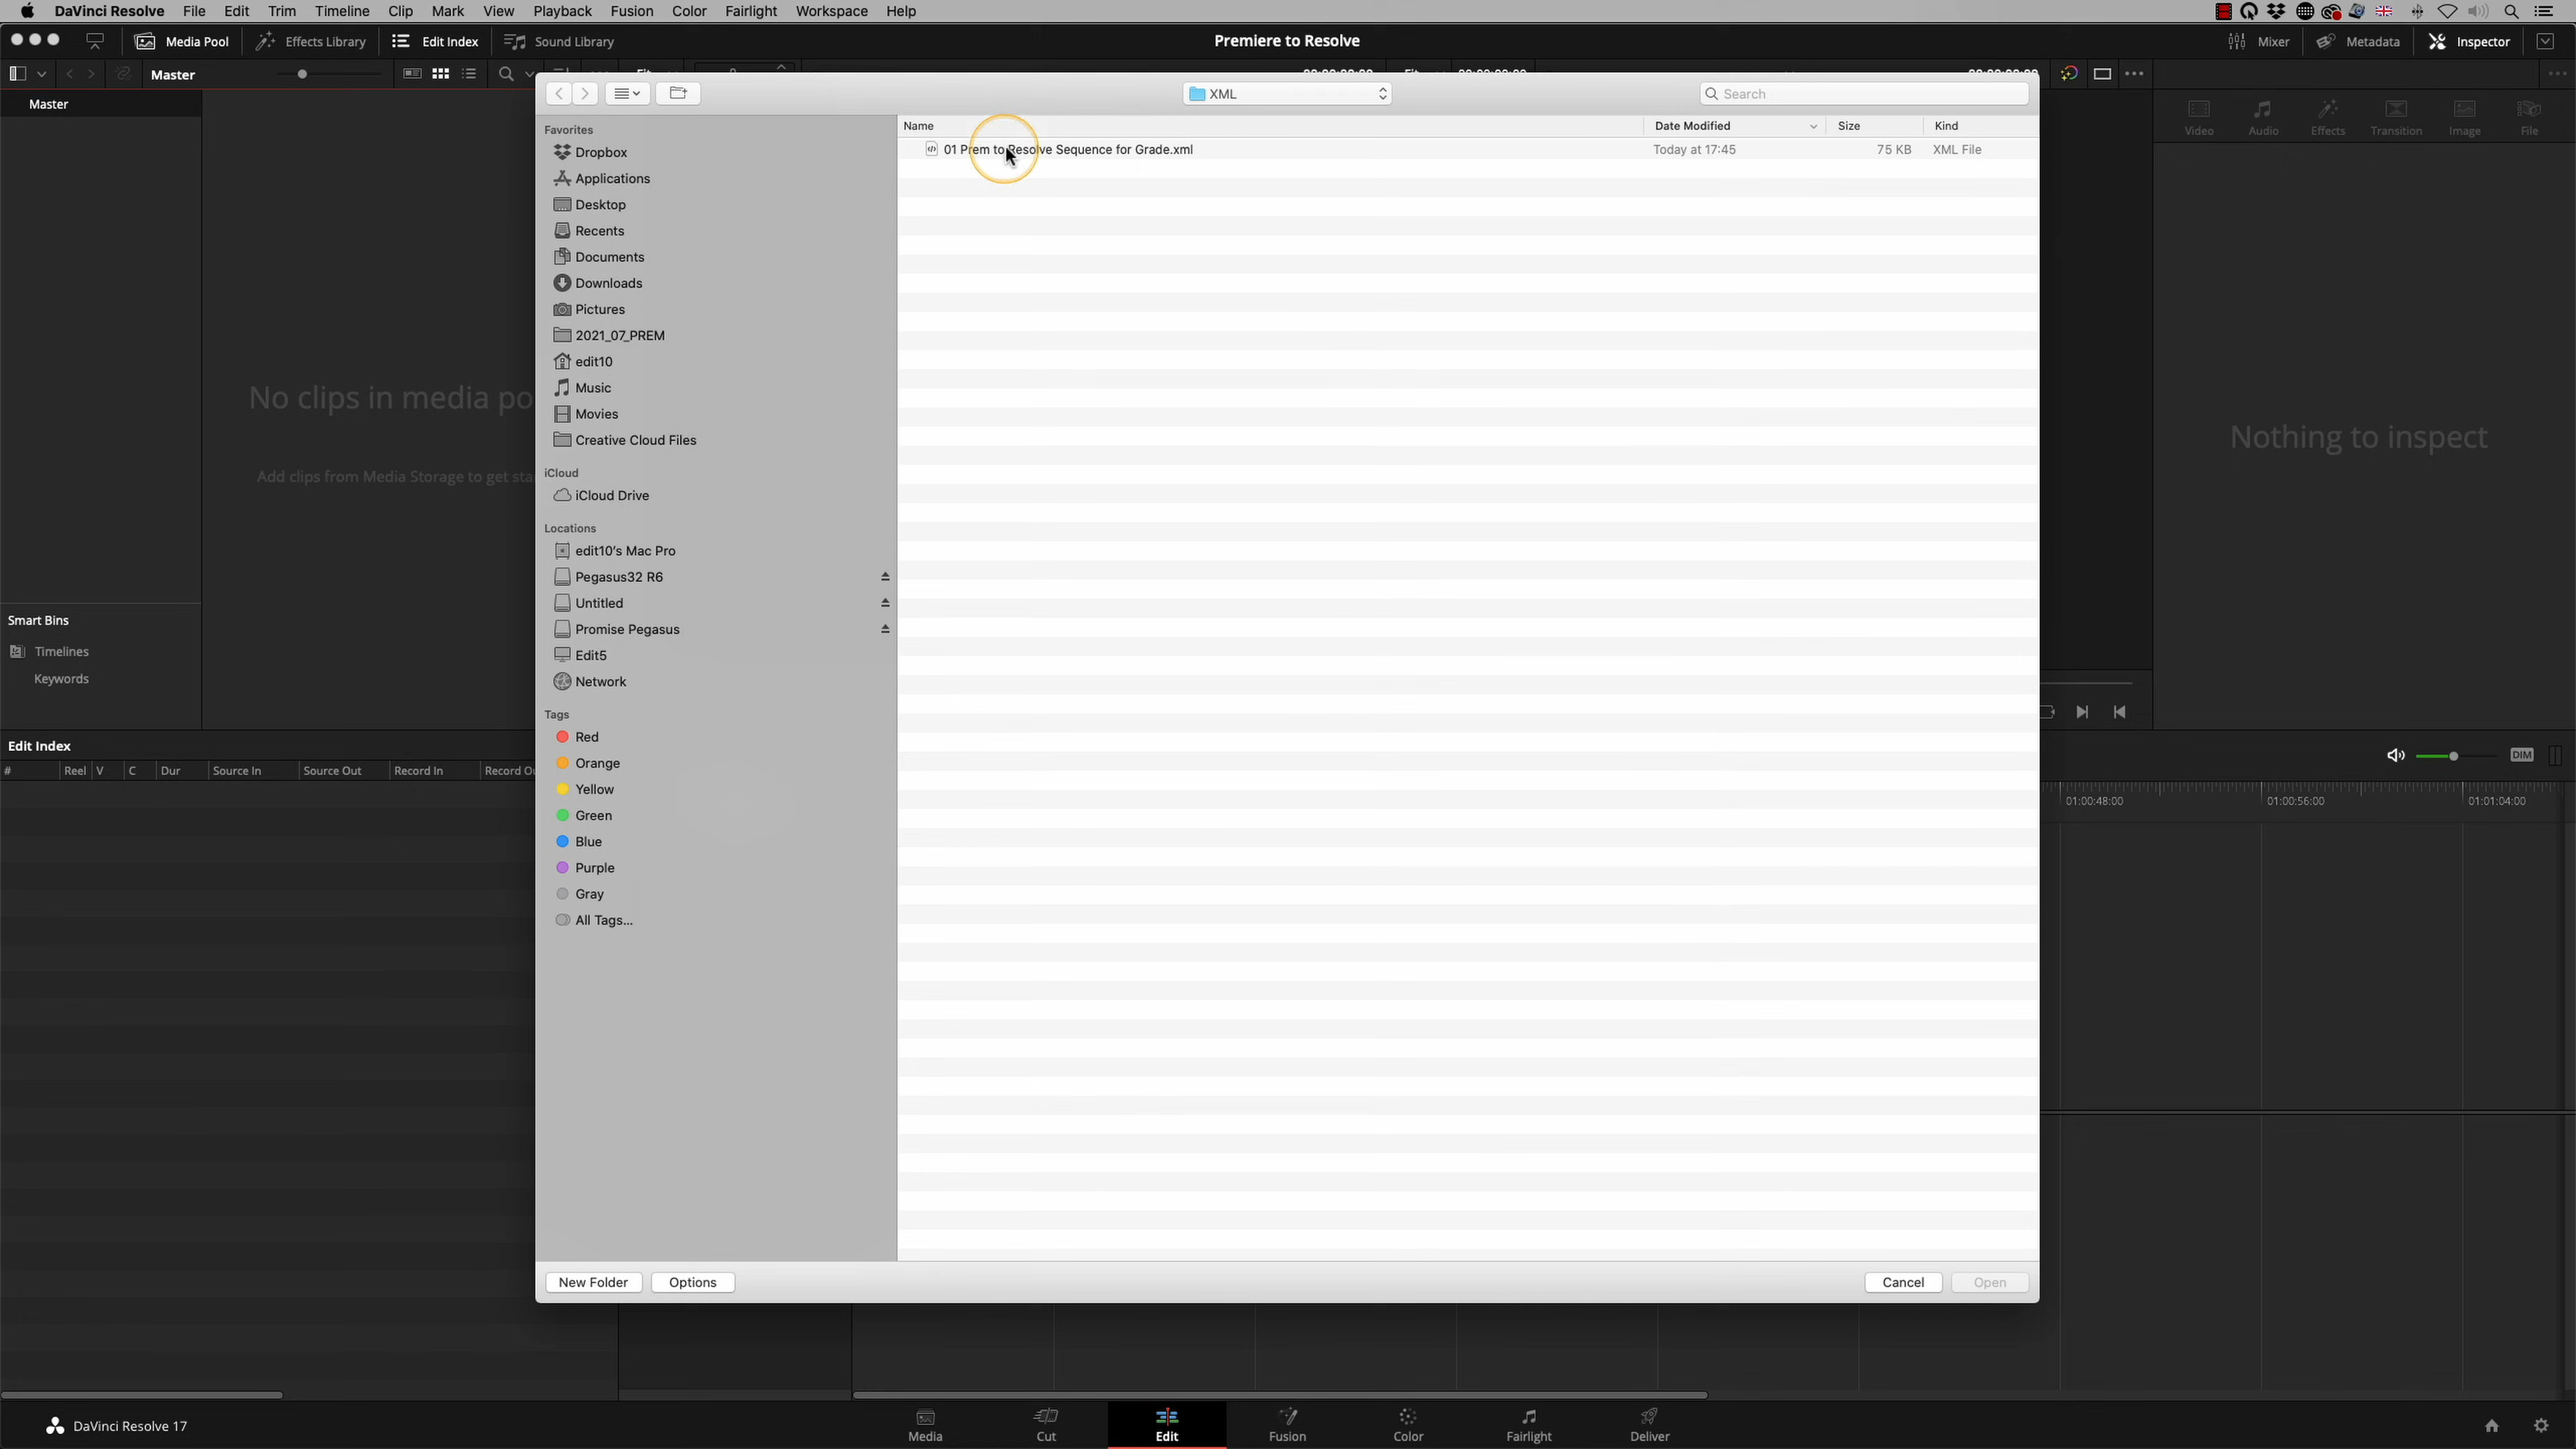 DaVinci Resolve File Edit Trim Timeline Clip Mark View Playback Fusion Color Fairlight Workspace Help
Media Pool Effects Library Edit Index Sound Library Premiere to Resolve Mixer Metadata Inspector
Master
Master
XML
Search
Favorites
Dropbox
Applications
Desktop
Recents
Documents
Downloads
Pictures
2021_07_PREM
edit10
Music
Movies
Creative Cloud Files
iCloud
iCloud Drive
Locations
edit10's Mac Pro
Pegasus32 R6
Untitled
Promise Pegasus
Edit5
Network
Tags
Red
Orange
Yellow
Green
Blue
Purple
Gray
All Tags...
Name Date Modified Size Kind
01 Prem to Resolve Sequence for Grade.xml Today at 17:45 75 KB XML File
New Folder Options Cancel Open
No clips in media po
Add clips from Media Storage to get sta
Smart Bins
Timelines
Keywords
Video Audio Effects Transition Image File
Nothing to inspect
Edit Index
# Reel V C Dur Source In Source Out Record In Record Ou
DIM
01:00:48:00 01:00:56:00 01:01:04:00
DaVinci Resolve 17
Media Cut Edit Fusion Color Fairlight Deliver